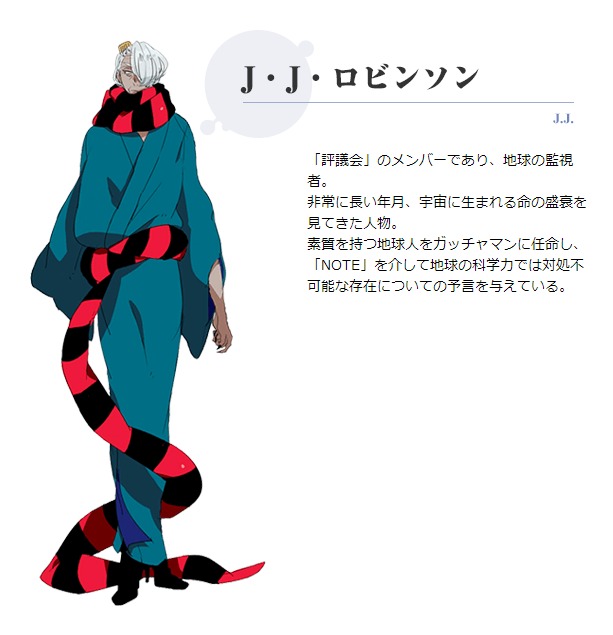 J・J・ロビンソン
J.J.
「評議会」のメンバーであり、地球の監視
者。
非常に長い年月、宇宙に生まれる命の盛衰を
見てきた人物。
素質を持つ地球人をガッチャマンに任命し、
「NOTE」を介して地球の科学力では対処不
可能な存在についての予言を与えている。